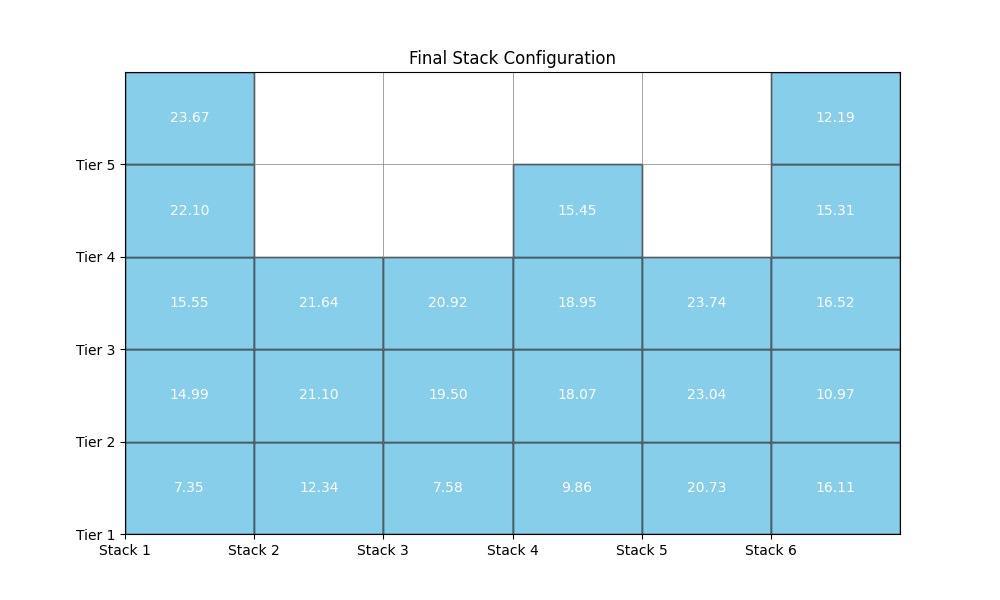 Final Stack Configuration
23.67 12.19
Tier 5
22.10 15.45 15.31
Tier 4
15.55 21.64 20.92 18.95 23.74 16.52
Tier 3
14.99 21.10 19.50 18.07 23.04 10.97
Tier 2
7.35 12.34 7.58 9.86 20.73 16.11
Tier 1
Stack 1 Stack 2 Stack 3 Stack 4 Stack 5 Stack 6